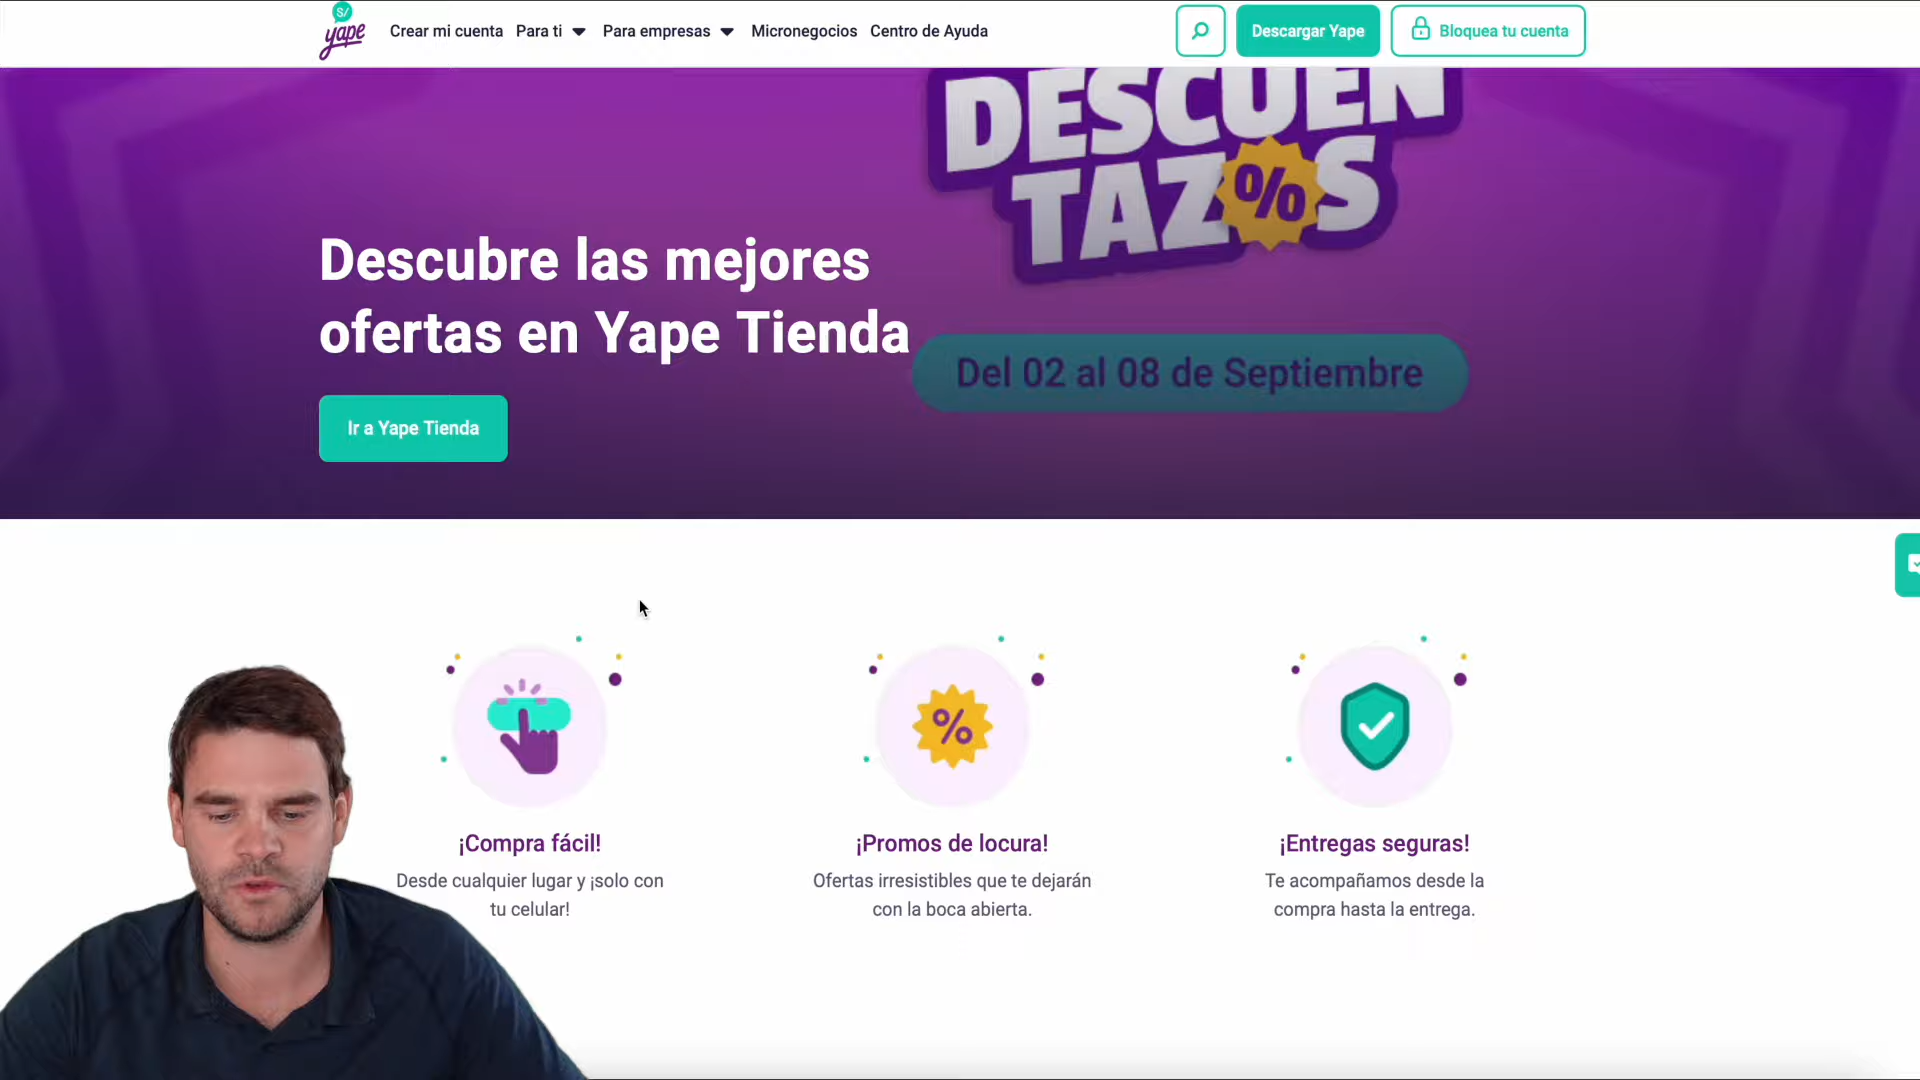 S/
yape
Crear mi cuenta
Para ti
Para empresas
Micronegocios
Centro de Ayuda
Descargar Yape
Bloquea tu cuenta
DESCUEN
TAZ%S
Descubre las mejores
ofertas en Yape Tienda
Del 02 al 08 de Septiembre
Ir a Yape Tienda
%
¡Compra fácil!
Desde cualquier lugar y ¡solo con
tu celular!
¡Promos de locura!
Ofertas irresistibles que te dejarán
con la boca abierta.
¡Entregas seguras!
Te acompañamos desde la
compra hasta la entrega.